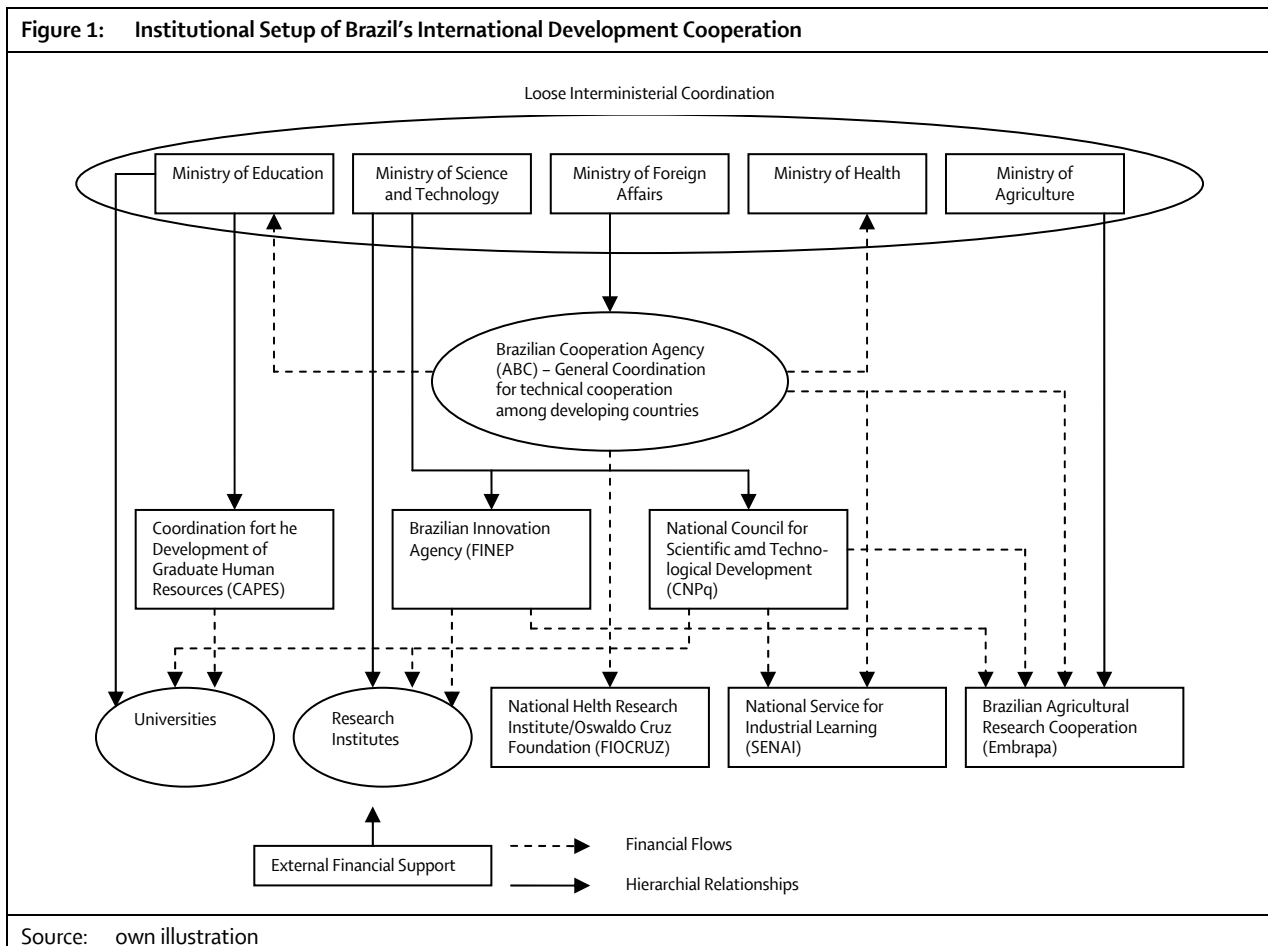 Figure 1: Institutional Setup of Brazil's International Development Cooperation
Loose Interministerial Coordination
Ministry of Education
Ministry of Science
and Technology
Ministry of Foreign
Affairs
Ministry of Health
Ministry of
Agriculture
Brazilian Cooperation Agency
(ABC) – General Coordination
for technical cooperation
among developing countries
Coordination fort he
Development of
Graduate Human
Resources (CAPES)
Brazilian Innovation
Agency (FINEP
National Council for
Scientific amd Techno-
logical Development
(CNPq)
Universities
Research
Institutes
National Helth Research
Institute/Oswaldo Cruz
Foundation (FIOCRUZ)
National Service for
Industrial Learning
(SENAI)
Brazilian Agricultural
Research Cooperation
(Embrapa)
External Financial Support
Financial Flows
Hierarchial Relationships
Source: own illustration